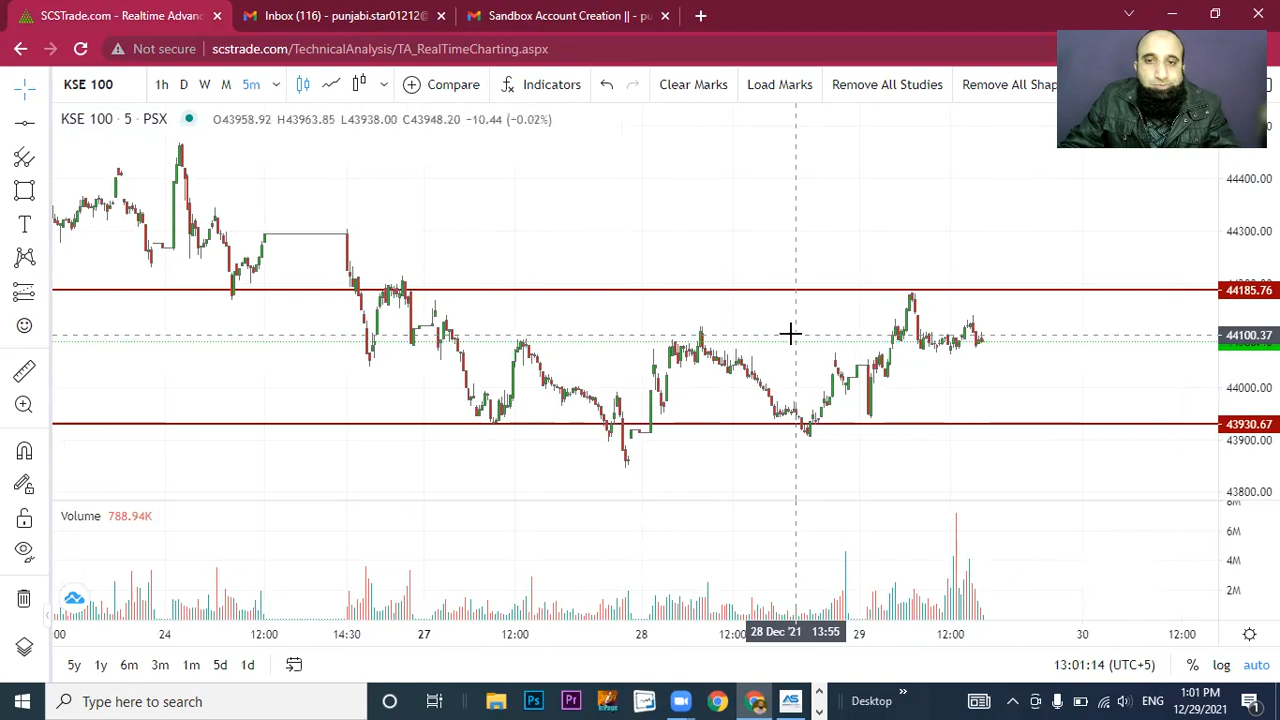 SCSTrade.com - Realtime Advanc
Inbox (116) - punjabi.star01212@
Sandbox Account Creation || - pu
Not secure
scstrade.com/TechnicalAnalysis/TA_RealTimeCharting.aspx
KSE 100
1h D W M 5m
Compare
Indicators
Clear Marks
Load Marks
Remove All Studies
Remove All Shap
KSE 100 · 5 - PSX
O43958.92 H43963.85 L43938.00 C43948.20 −10.44 (−0.02%)
44400.00
44300.00
44185.76
44100.37
44000.00
43930.67
43900.00
43800.00
Volume 788.94K
8M
6M
4M
2M
:00 24 12:00 14:30 27 12:00 28 12:00 28 Dec '21 13:55 29 12:00 30 12:00
5y 1y 6m 3m 1m 5d 1d
13:01:14 (UTC+5)
% log auto
Type here to search
Desktop
ENG
1:01 PM
12/29/2021